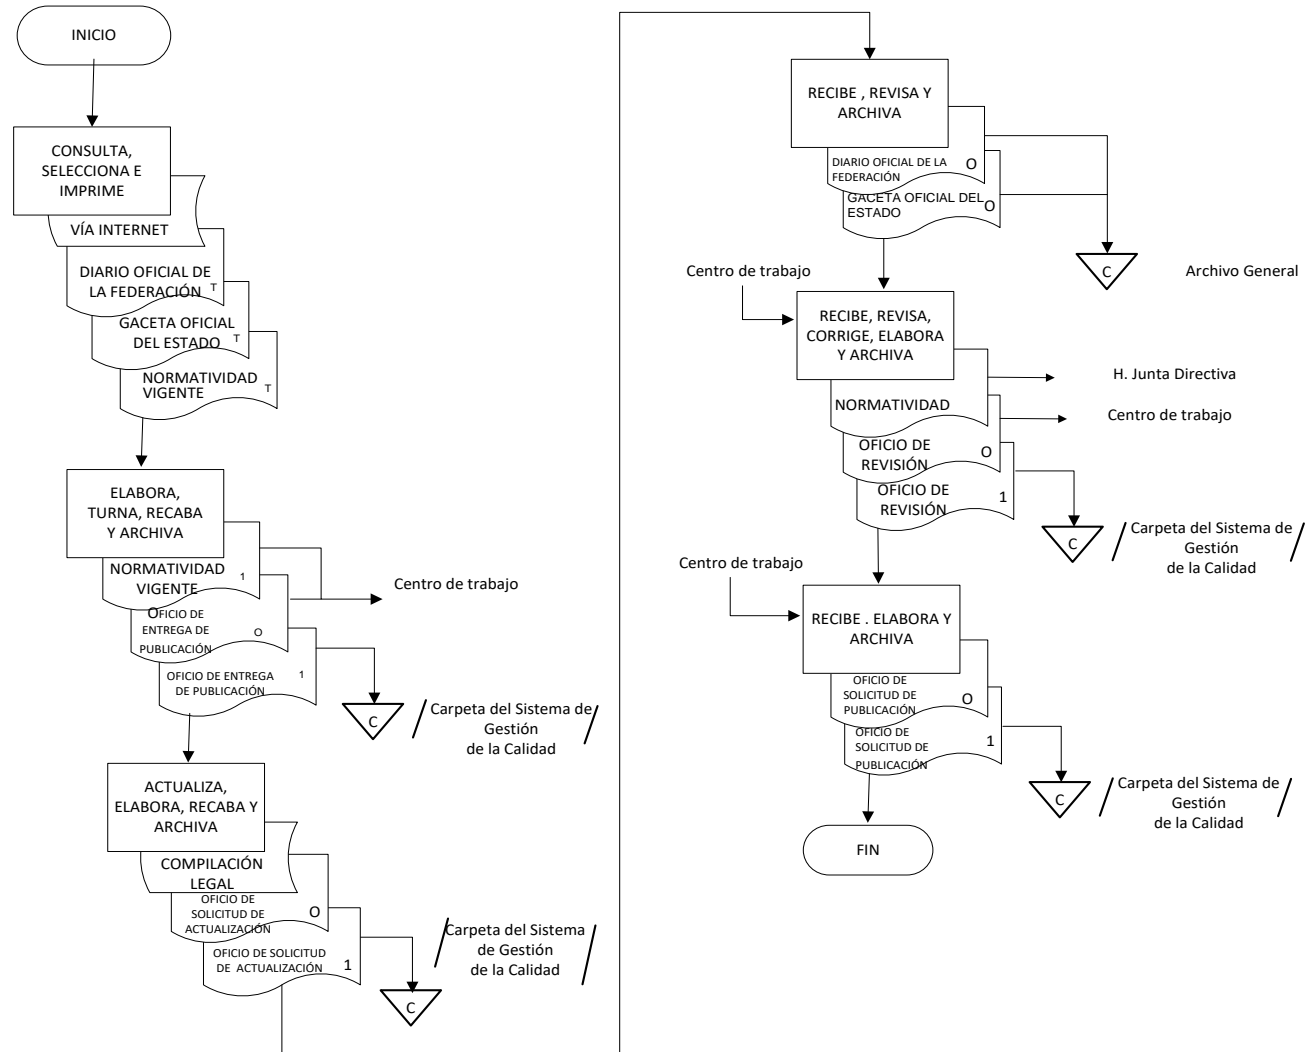 INICIO
CONSULTA,
SELECCIONA E
IMPRIME
VÍA INTERNET
DIARIO OFICIAL DE
LA FEDERACIÓN T
GACETA OFICIAL
DEL ESTADO T
NORMATIVIDAD
VIGENTE T
ELABORA,
TURNA, RECABA
Y ARCHIVA
NORMATIVIDAD
VIGENTE 1
OFICIO DE
ENTREGA DE
PUBLICACIÓN O
OFICIO DE ENTREGA
DE PUBLICACIÓN 1
Centro de trabajo
C
Carpeta del Sistema de
Gestión
de la Calidad
ACTUALIZA,
ELABORA, RECABA Y
ARCHIVA
COMPILACIÓN
LEGAL
OFICIO DE
SOLICITUD DE
ACTUALIZACIÓN O
OFICIO DE SOLICITUD
DE ACTUALIZACIÓN 1
C
Carpeta del Sistema
de Gestión
de la Calidad
RECIBE , REVISA Y
ARCHIVA
DIARIO OFICIAL DE LA
FEDERACIÓN O
GACETA OFICIAL DEL
ESTADO O
C
Archivo General
Centro de trabajo
RECIBE, REVISA,
CORRIGE, ELABORA
Y ARCHIVA
NORMATIVIDAD
OFICIO DE
REVISIÓN O
OFICIO DE
REVISIÓN 1
H. Junta Directiva
Centro de trabajo
C
Carpeta del Sistema de
Gestión
de la Calidad
Centro de trabajo
RECIBE . ELABORA Y
ARCHIVA
OFICIO DE
SOLICITUD DE
PUBLICACIÓN O
OFICIO DE
SOLICITUD DE
PUBLICACIÓN 1
C
Carpeta del Sistema de
Gestión
de la Calidad
FIN